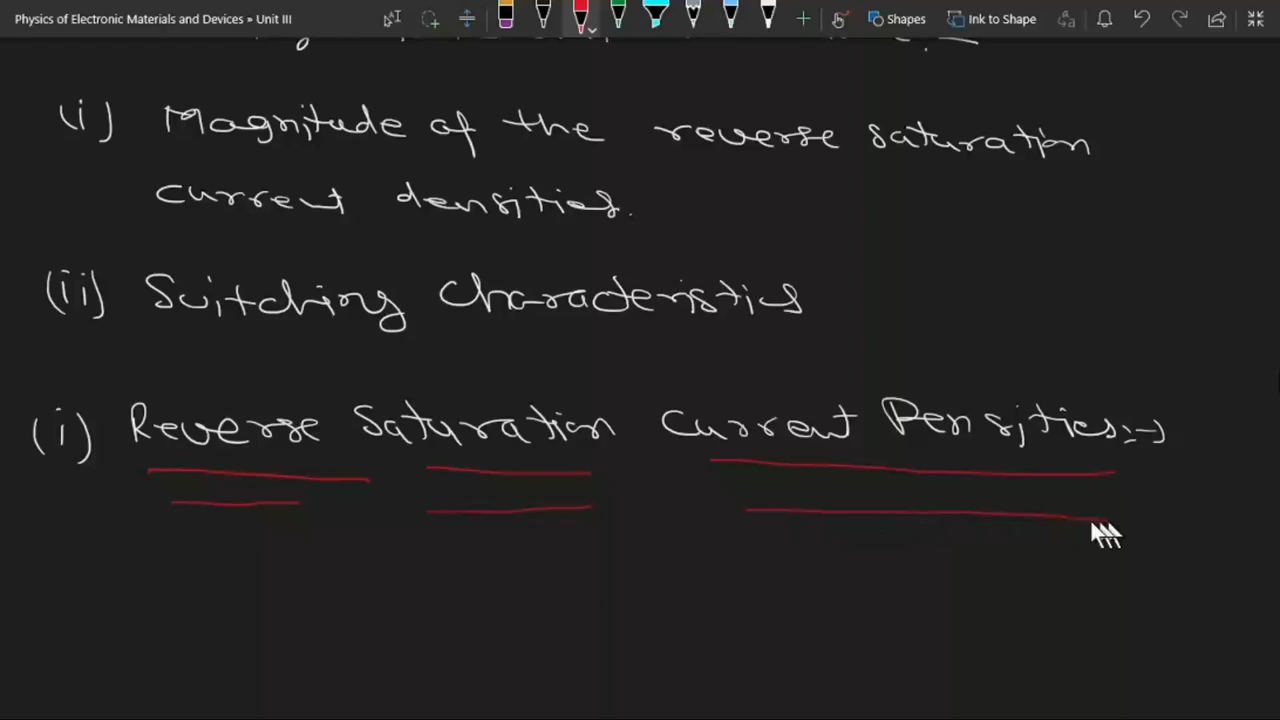 Physics of Electronic Materials and Devices » Unit III
Shapes
Ink to Shape
(i) Magnitude of the reverse saturation
current densities.
(ii) Switching Characteristics
(i) Reverse Saturation Current Densities:->